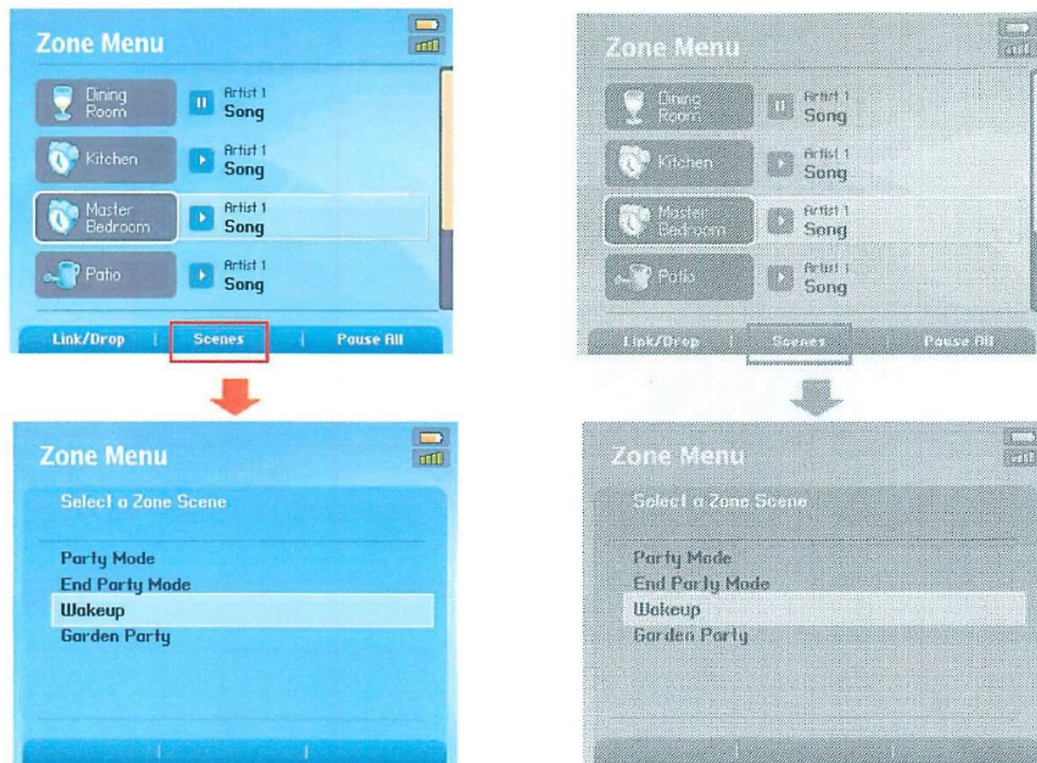 Zone Menu
Dining
Room
Artist 1
Song
Kitchen
Artist 1
Song
Master
Bedroom
Artist 1
Song
Patio
Artist 1
Song
Link/Drop
Scenes
Pause All
Zone Menu
Select a Zone Scene
Party Mode
End Party Mode
Wakeup
Garden Party
Zone Menu
Dining
Room
Artist 1
Song
Kitchen
Artist 1
Song
Master
Bedroom
Artist 1
Song
Patio
Artist 1
Song
Link/Drop
Scenes
Pause All
Zone Menu
Select a Zone Scene
Party Mode
End Party Mode
Wakeup
Garden Party